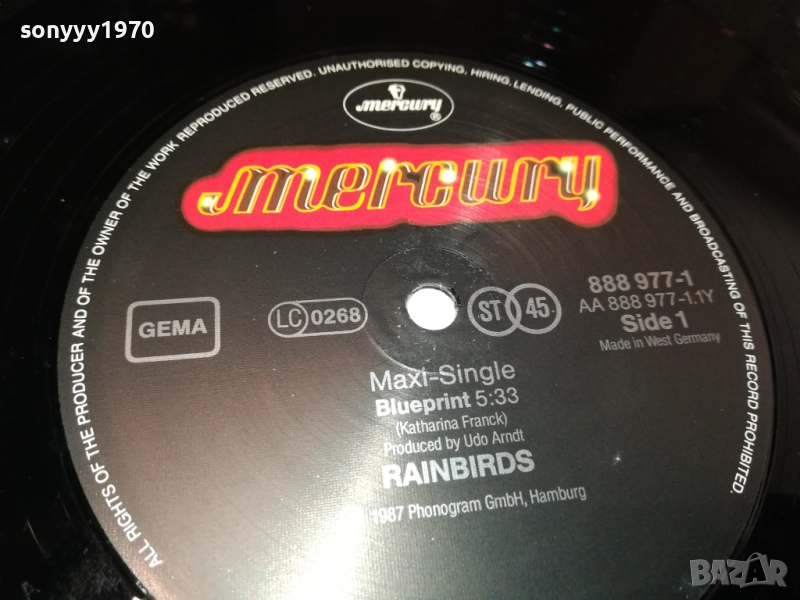 sonyyy1970
ALL RIGHTS OF THE PRODUCER AND OF THE OWNER OF THE WORK REPRODUCED RESERVED. UNAUTHORISED COPYING, HIRING, LENDING, PUBLIC PERFORMANCE AND BROADCASTING OF THIS RECORD PROHIBITED.
mercury
®
mercury
GEMA
LC 0268
ST 45
888 977-1
AA 888 977-1.1Y
Side 1
Made in West Germany
Maxi-Single
Blueprint 5:33
(Katharina Franck)
Produced by Udo Arndt
RAINBIRDS
1987 Phonogram GmbH, Hamburg
BAZAR